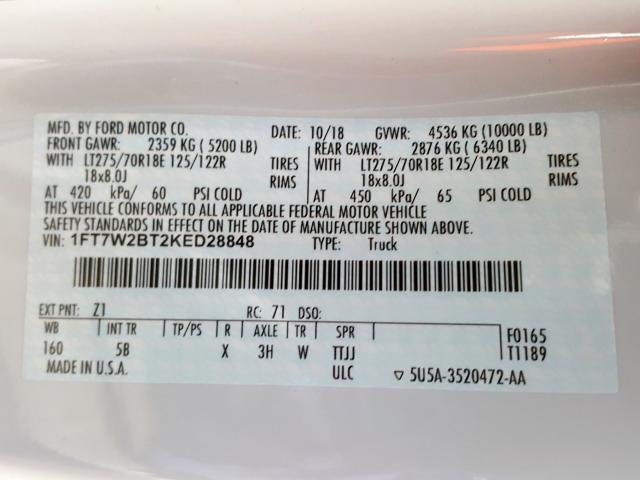 MFD. BY FORD MOTOR CO. DATE: 10/18 GVWR: 4536 KG (10000 LB)
FRONT GAWR: 2359 KG ( 5200 LB) REAR GAWR: 2876 KG ( 6340 LB)
WITH LT275/70R18E 125/122R TIRES WITH LT275/70R18E 125/122R TIRES
18x8.0J RIMS 18x8.0J RIMS
AT 420 kPa/ 60 PSI COLD AT 450 kPa/ 65 PSI COLD
THIS VEHICLE CONFORMS TO ALL APPLICABLE FEDERAL MOTOR VEHICLE
SAFETY STANDARDS IN EFFECT ON THE DATE OF MANUFACTURE SHOWN ABOVE.
VIN: 1FT7W2BT2KED28848 TYPE: Truck
EXT PNT: Z1 RC: 71 DSO:
WB INT TR TP/PS R AXLE TR SPR F0165
160 5B X 3H W TTJJ T1189
MADE IN U.S.A. ULC ▽ 5U5A-3520472-AA